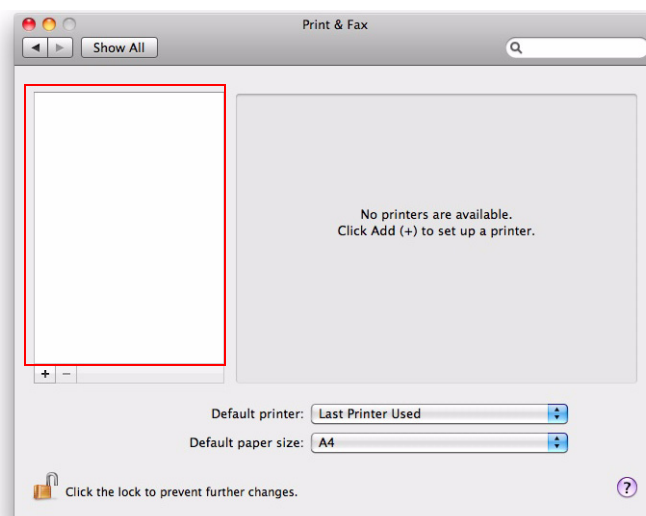 Print & Fax
Show All
No printers are available.
Click Add (+) to set up a printer.
+ −
Default printer: Last Printer Used
Default paper size: A4
Click the lock to prevent further changes.
?